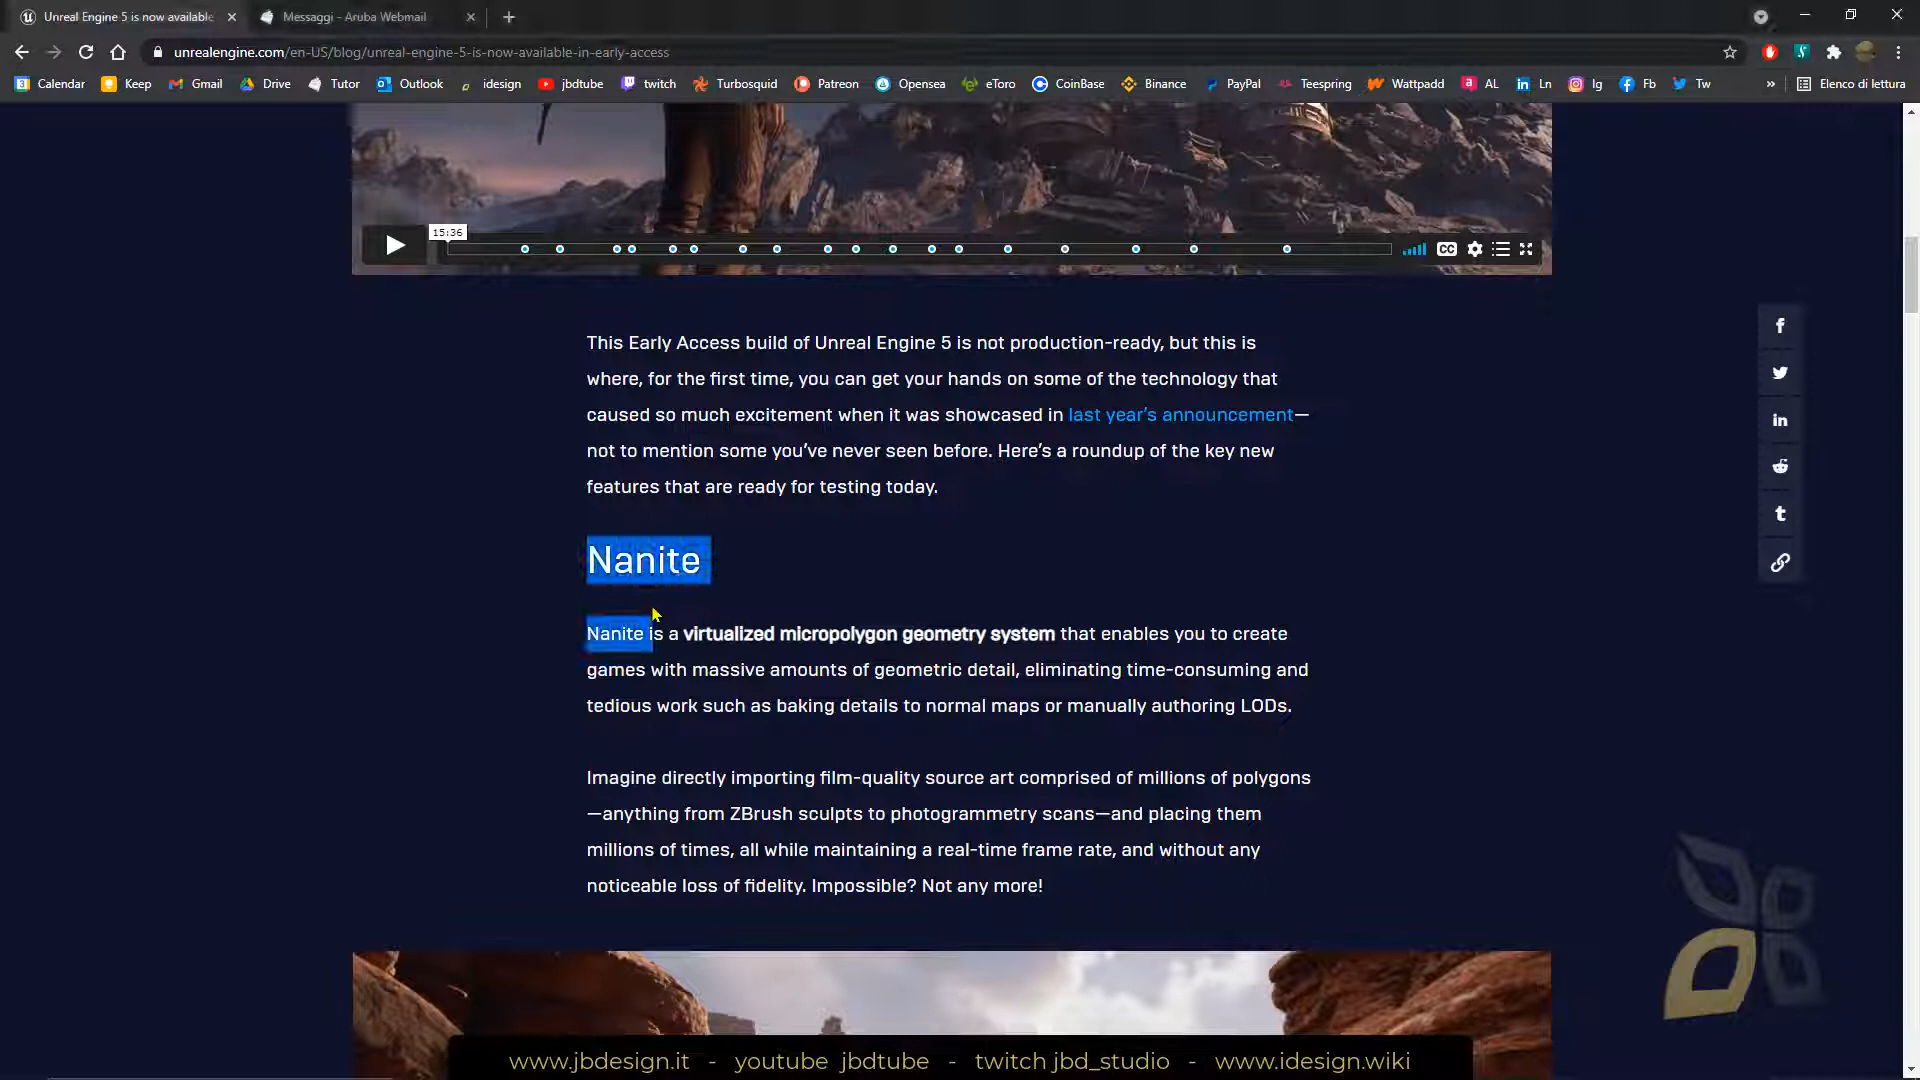 Unreal Engine 5 is now available
Messaggi - Aruba Webmail
unrealengine.com/en-US/blog/unreal-engine-5-is-now-available-in-early-access
Calendar Keep Gmail Drive Tutor Outlook idesign jbdtube twitch Turbosquid Patreon Opensea eToro CoinBase Binance PayPal Teespring Wattpadd AL Ln Ig Fb Tw » Elenco di lettura
15:36
CC
This Early Access build of Unreal Engine 5 is not production-ready, but this is
where, for the first time, you can get your hands on some of the technology that
caused so much excitement when it was showcased in last year’s announcement—
not to mention some you’ve never seen before. Here’s a roundup of the key new
features that are ready for testing today.
Nanite
Nanite is a virtualized micropolygon geometry system that enables you to create
games with massive amounts of geometric detail, eliminating time-consuming and
tedious work such as baking details to normal maps or manually authoring LODs.
Imagine directly importing film-quality source art comprised of millions of polygons
—anything from ZBrush sculpts to photogrammetry scans—and placing them
millions of times, all while maintaining a real-time frame rate, and without any
noticeable loss of fidelity. Impossible? Not any more!
www.jbdesign.it - youtube jbdtube - twitch jbd_studio - www.idesign.wiki